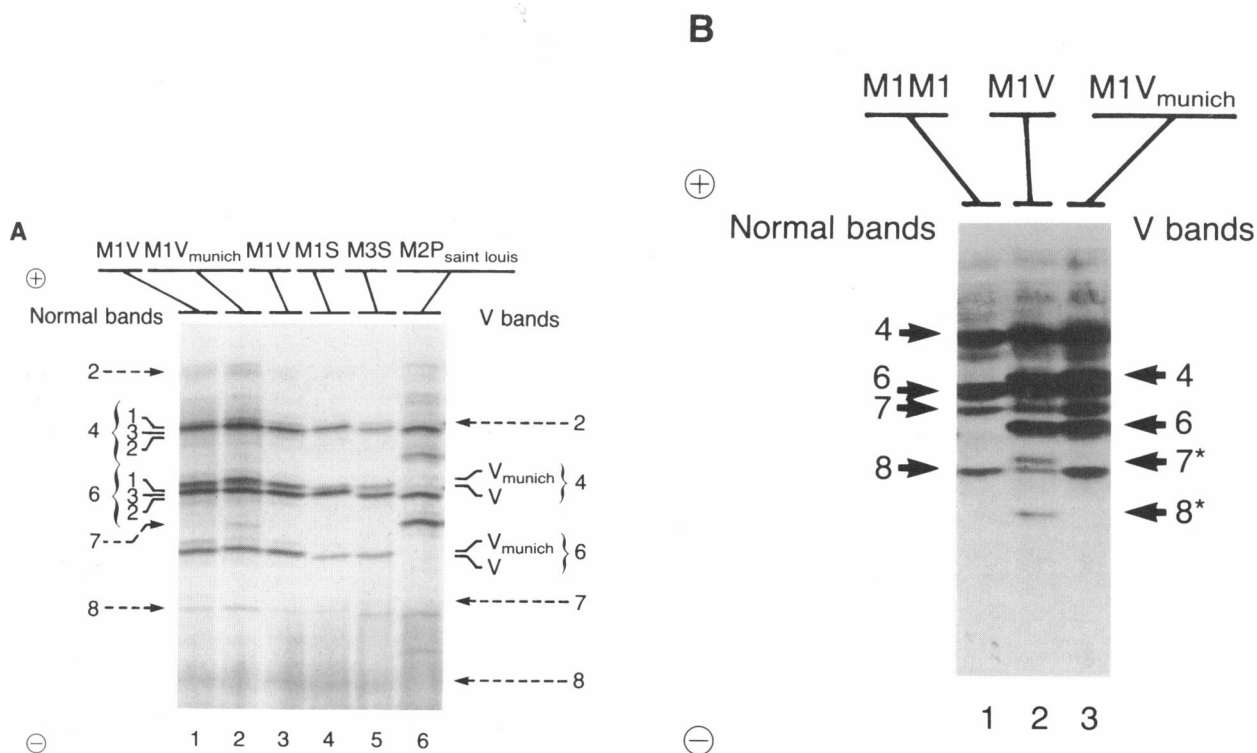 A
M1V M1Vmunich M1V M1S M3S M2Psaint louis
⊕
Normal bands V bands
2
4 { 1 3 2
6 { 1 3 2
7
8
2
Vmunich V } 4
Vmunich V } 6
7
8
⊖ 1 2 3 4 5 6
B
M1M1 M1V M1Vmunich
⊕
Normal bands V bands
4
6
7
8
4
6
7*
8*
1 2 3
⊖